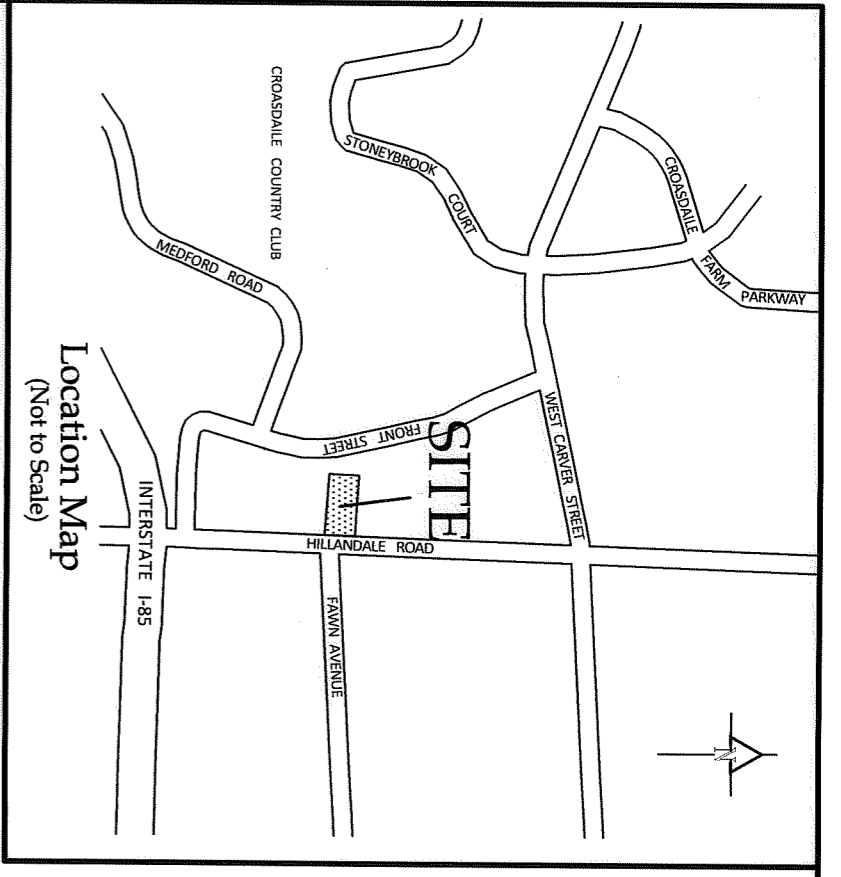 CROASDAILE
FARM
PARKWAY
STONEYBROOK
COURT
CROASDAILE COUNTRY CLUB
MEDFORD ROAD
WEST CARVER STREET
FRONT STREET
SITE
HILLANDALE ROAD
FAWN AVENUE
INTERSTATE I-85
N
Location Map
(Not to Scale)